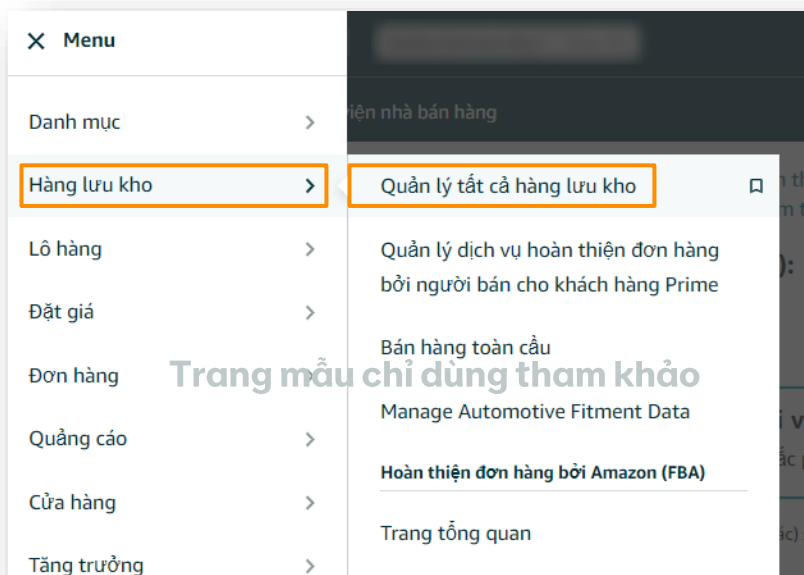 Menu
viện nhà bán hàng
Danh mục
Hàng lưu kho
Quản lý tất cả hàng lưu kho
Lô hàng
Quản lý dịch vụ hoàn thiện đơn hàng
bởi người bán cho khách hàng Prime
Đặt giá
Bán hàng toàn cầu
Đơn hàng
Trang mẫu chỉ dùng tham khảo
Manage Automotive Fitment Data
Quảng cáo
Hoàn thiện đơn hàng bởi Amazon (FBA)
Cửa hàng
Trang tổng quan
Tăng trưởng